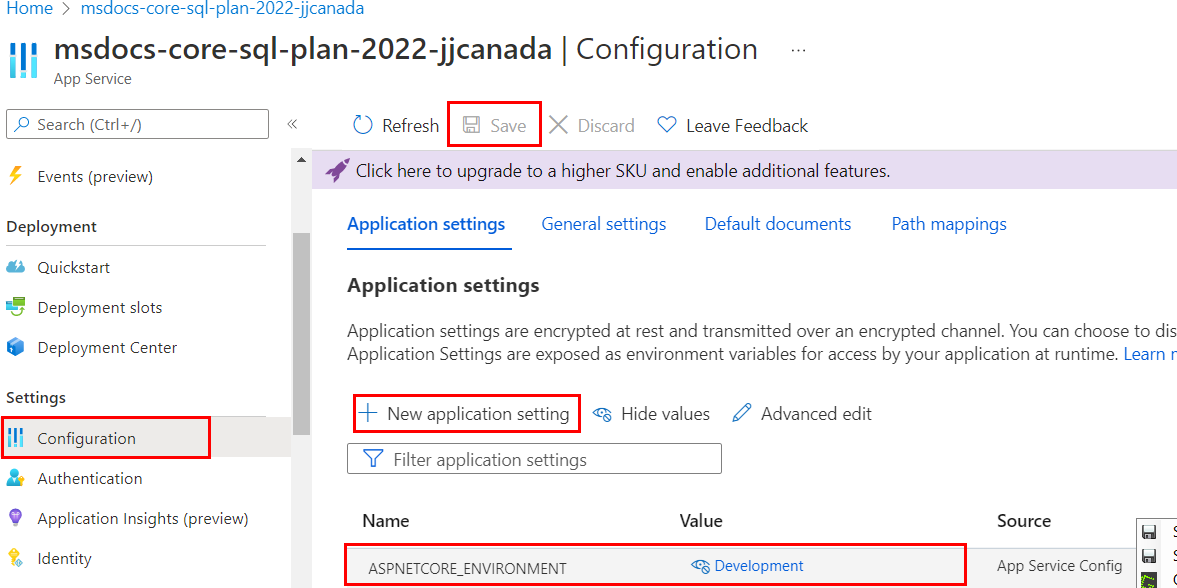 Home > msdocs-core-sql-plan-2022-jjcanada
msdocs-core-sql-plan-2022-jjcanada | Configuration ...
App Service
Search (Ctrl+/)
«
Refresh
Save
Discard
Leave Feedback
Click here to upgrade to a higher SKU and enable additional features.
Events (preview)
Deployment
Quickstart
Deployment slots
Deployment Center
Settings
Configuration
Authentication
Application Insights (preview)
Identity
Application settings
General settings
Default documents
Path mappings
Application settings
Application settings are encrypted at rest and transmitted over an encrypted channel. You can choose to dis
Application Settings are exposed as environment variables for access by your application at runtime. Learn
New application setting
Hide values
Advanced edit
Filter application settings
Name Value Source
ASPNETCORE_ENVIRONMENT Development App Service Config